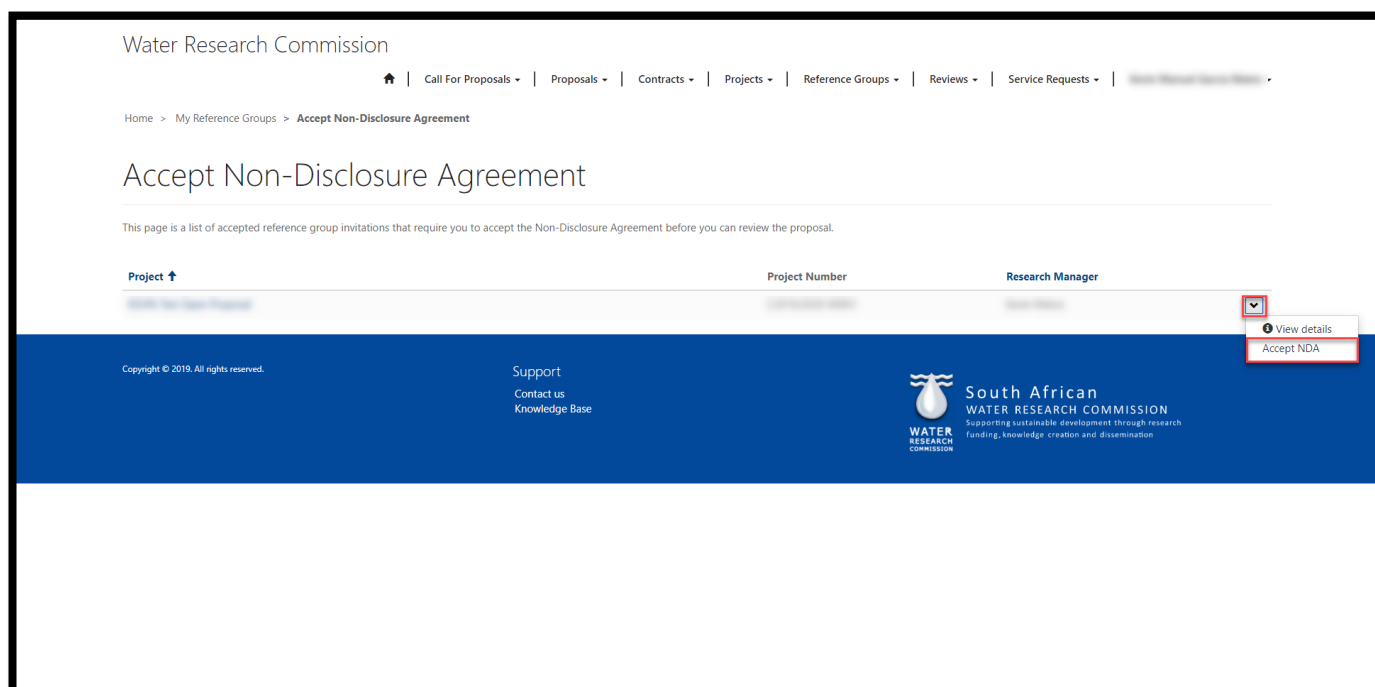 Water Research Commission
Call For Proposals | Proposals | Contracts | Projects | Reference Groups | Reviews | Service Requests |
Home > My Reference Groups > Accept Non-Disclosure Agreement
Accept Non-Disclosure Agreement
This page is a list of accepted reference group invitations that require you to accept the Non-Disclosure Agreement before you can review the proposal.
Project Project Number Research Manager
View details
Accept NDA
Copyright © 2019. All rights reserved.
Support
Contact us
Knowledge Base
WATER
RESEARCH
COMMISSION
South African
WATER RESEARCH COMMISSION
Supporting sustainable development through research
funding, knowledge creation and dissemination